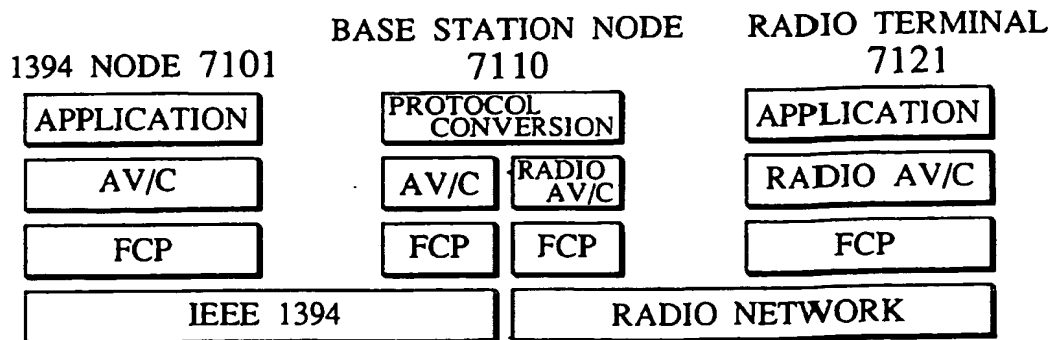 BASE STATION NODE
7110
RADIO TERMINAL
7121
1394 NODE 7101
APPLICATION
PROTOCOL
CONVERSION
APPLICATION
AV/C
AV/C
RADIO
AV/C
RADIO AV/C
FCP
FCP
FCP
FCP
IEEE 1394
RADIO NETWORK